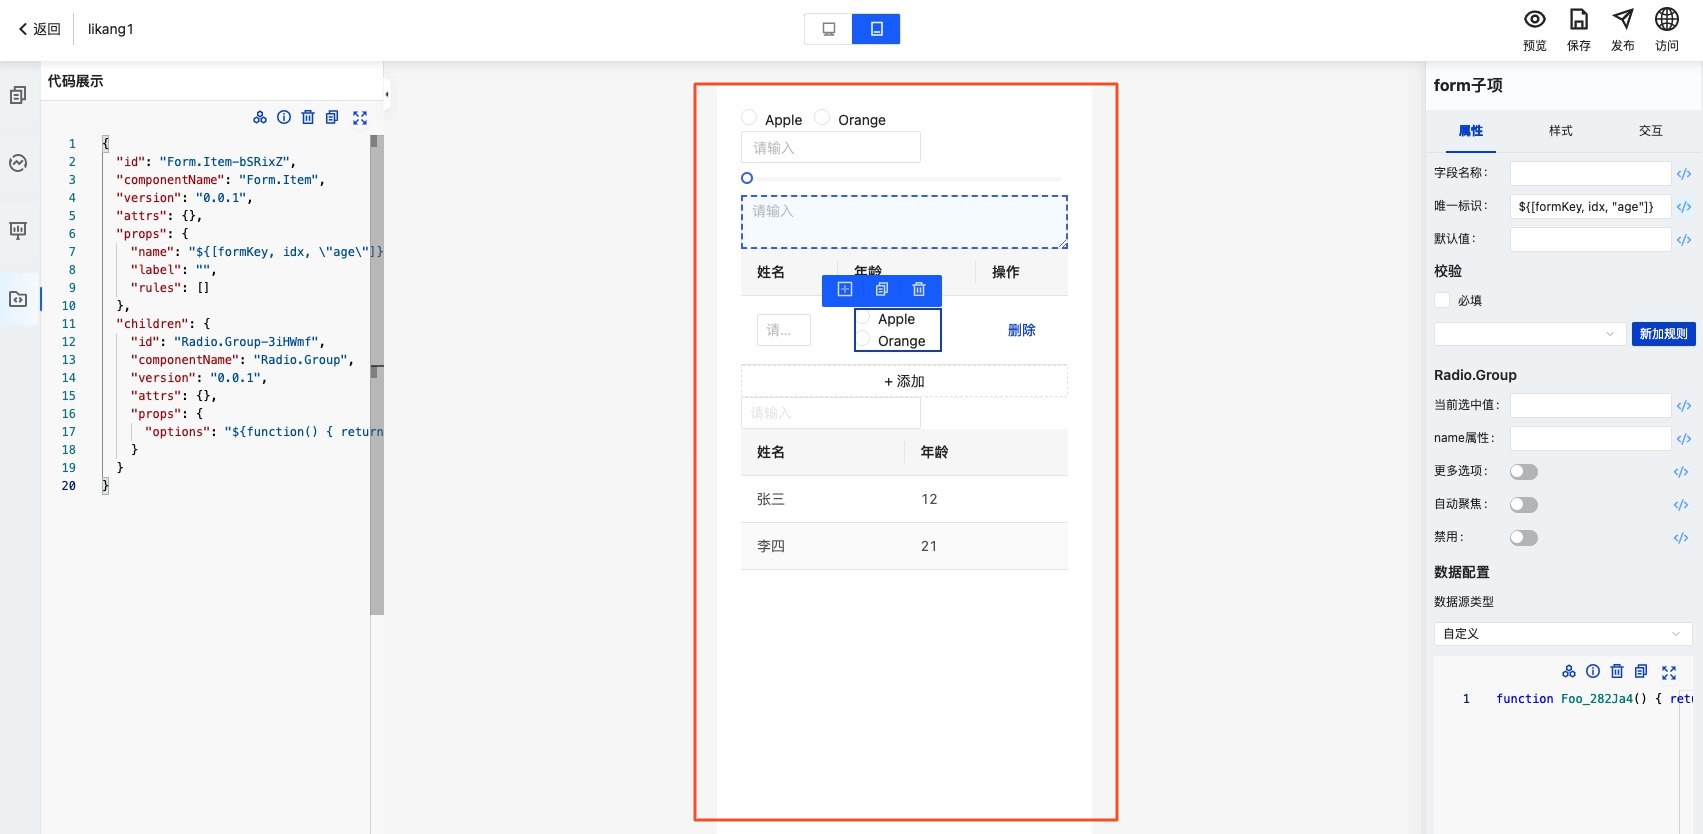 返回
likang1
预览
保存
发布
访问
代码展示
1 {
2 "id": "Form.Item-bSRixZ",
3 "componentName": "Form.Item",
4 "version": "0.0.1",
5 "attrs": {},
6 "props": {
7 "name": "${[formKey, idx, \"age\"]}
8 "label": "",
9 "rules": []
10 },
11 "children": {
12 "id": "Radio.Group-3iHWmf",
13 "componentName": "Radio.Group",
14 "version": "0.0.1",
15 "attrs": {},
16 "props": {
17 "options": "${function() { return
18 }
19 }
20 }
Apple Orange
请输入
请输入
姓名 年龄 操作
请... Apple 删除
Orange
+ 添加
请输入
姓名 年龄
张三 12
李四 21
form子项
属性 样式 交互
字段名称: </>
唯一标识: ${[formKey, idx, "age"]} </>
默认值: </>
校验
必填
新加规则
Radio.Group
当前选中值: </>
name属性: </>
更多选项: </>
自动聚焦: </>
禁用: </>
数据配置
数据源类型
自定义
1 function Foo_282Ja4() { retu